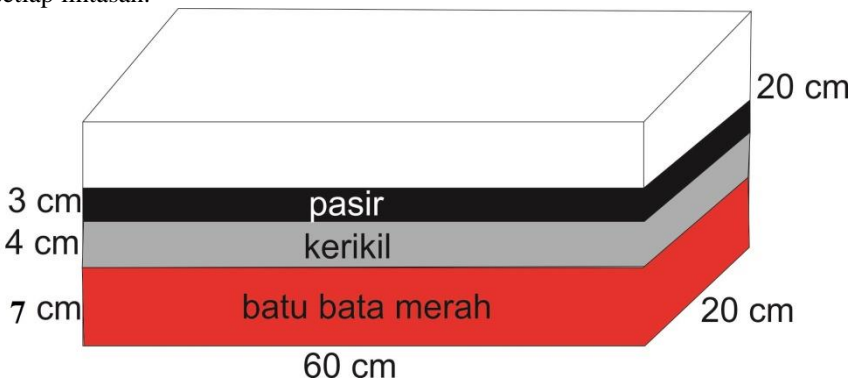 setiap lintasan.
20 cm
3 cm
pasir
4 cm
kerikil
7 cm
batu bata merah
20 cm
60 cm